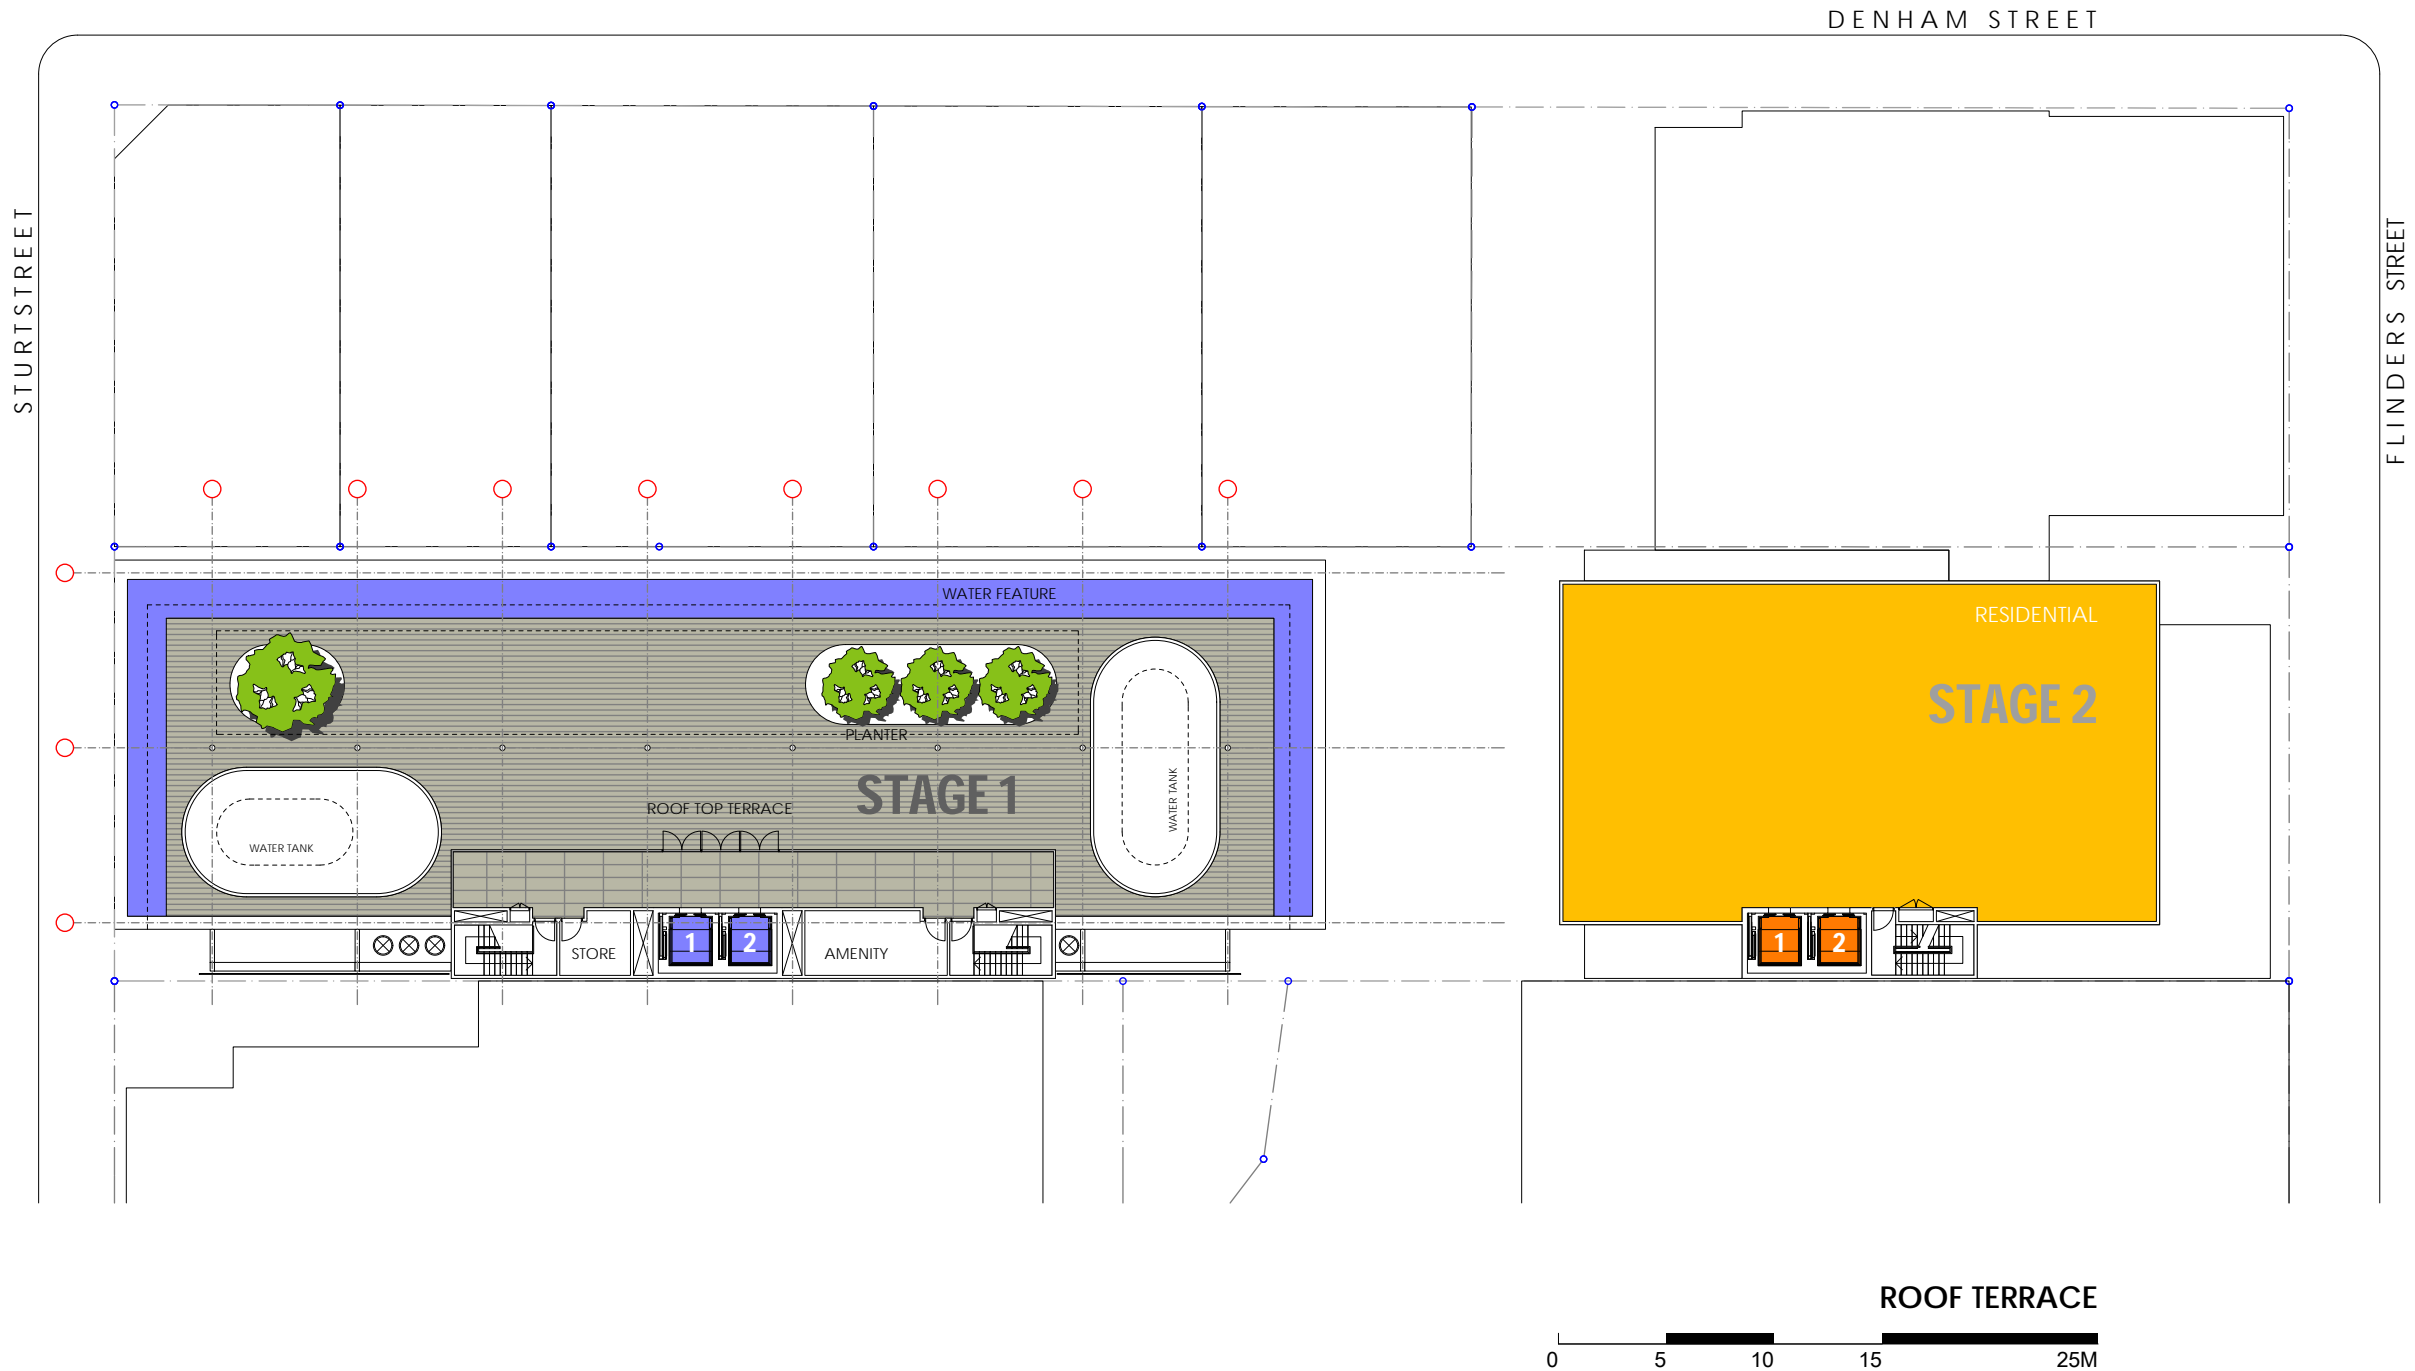 DENHAM STREET
STURTSTREET
FLINDERS STREET
WATER FEATURE
RESIDENTIAL
STAGE 2
PLANTER
STAGE 1
ROOF TOP TERRACE
WATER TANK
WATER TANK
STORE
1
2
AMENITY
1
2
ROOF TERRACE
0 5 10 15 25M